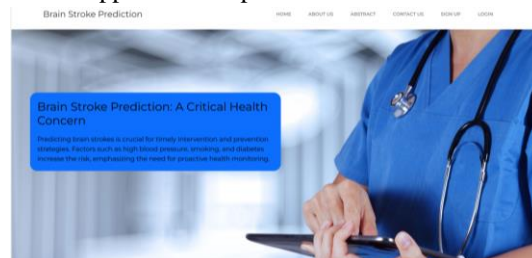 Brain Stroke Prediction
HOME ABOUT US ABSTRACT CONTACT US SIGN UP LOGIN
Brain Stroke Prediction: A Critical Health
Concern
Predicting brain strokes is crucial for timely intervention and prevention
strategies. Factors such as high blood pressure, smoking, and diabetes
increase the risk, emphasizing the need for proactive health monitoring.